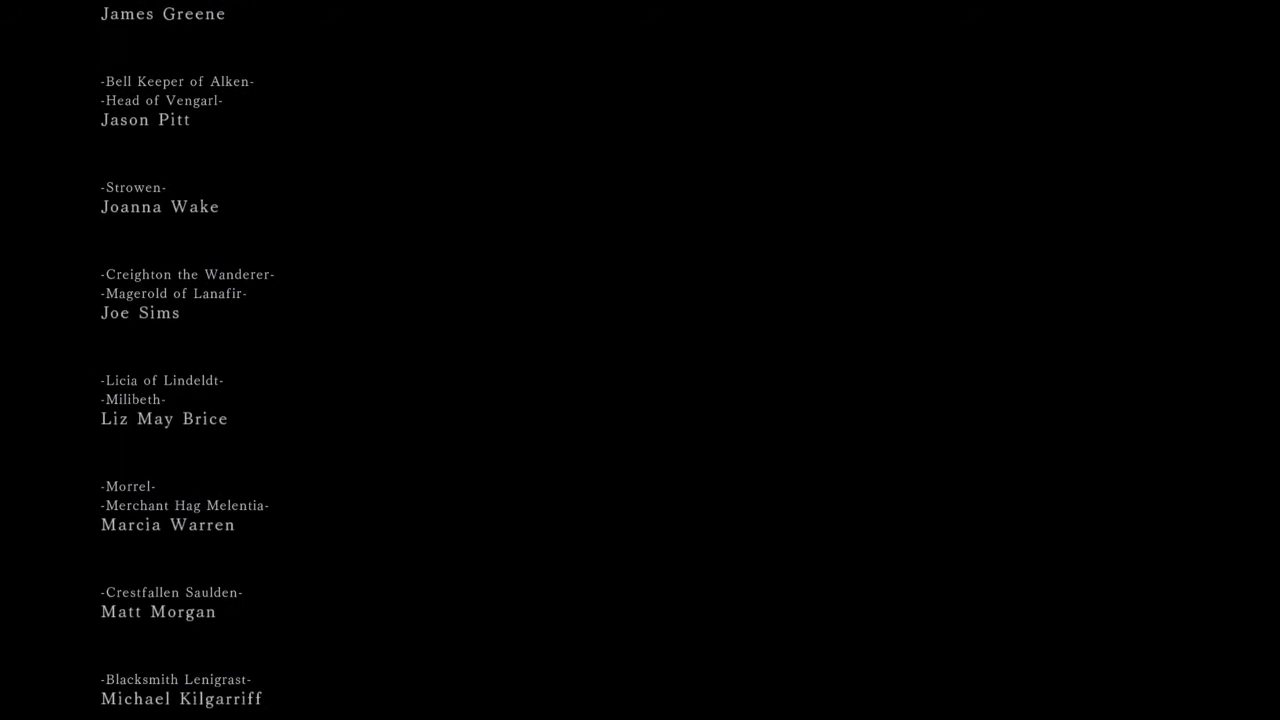 James Greene
-Bell Keeper of Alken-
-Head of Vengarl-
Jason Pitt
-Strowen-
Joanna Wake
-Creighton the Wanderer-
-Magerold of Lanafir-
Joe Sims
-Licia of Lindeldt-
-Milibeth-
Liz May Brice
-Morrel-
-Merchant Hag Melentia-
Marcia Warren
-Crestfallen Saulden-
Matt Morgan
-Blacksmith Lenigrast-
Michael Kilgarriff